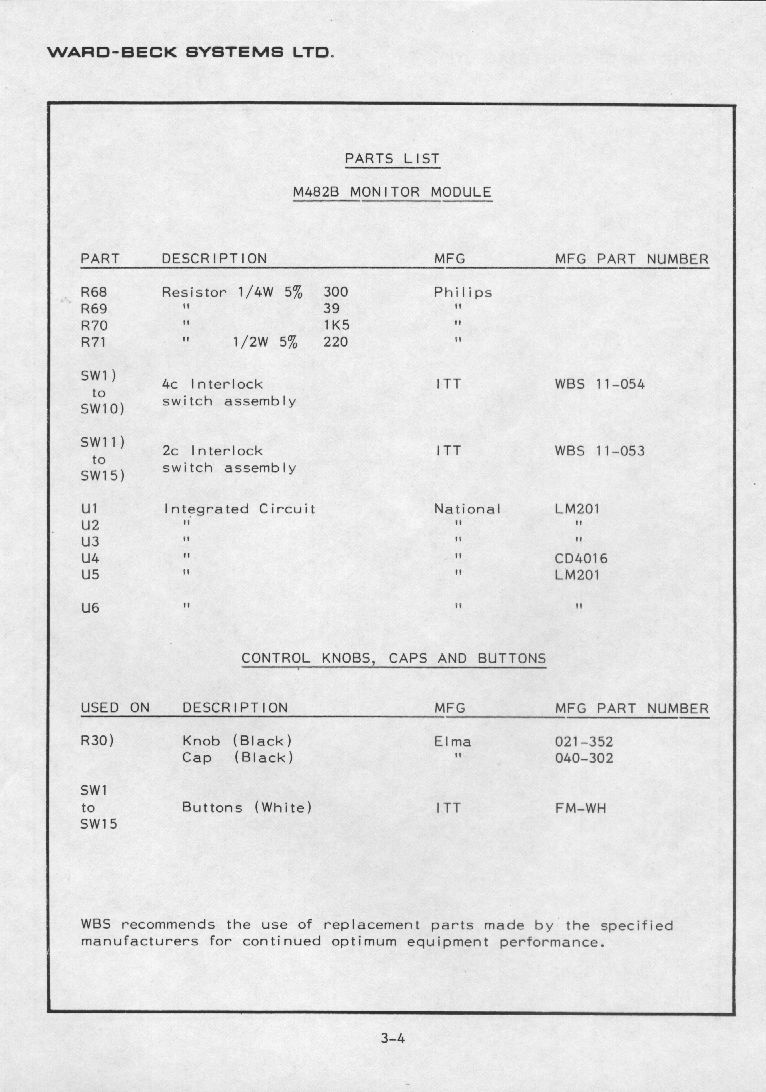 WARD-BECK SYSTEMS LTD.
PARTS LIST
M482B MONITOR MODULE
PART DESCRIPTION MFG MFG PART NUMBER
R68 Resistor 1/4W 5% 300 Philips
R69 " 39 "
R70 " 1K5 "
R71 " 1/2W 5% 220 "
SW1)
to
SW10)
4c Interlock ITT WBS 11-054
switch assembly
SW11)
to
SW15)
2c Interlock ITT WBS 11-053
switch assembly
U1 Integrated Circuit National LM201
U2 " " "
U3 " " "
U4 " " CD4016
U5 " " LM201
U6 " " "
CONTROL KNOBS, CAPS AND BUTTONS
USED ON DESCRIPTION MFG MFG PART NUMBER
R30) Knob (Black) Elma 021-352
Cap (Black) " 040-302
SW1
to Buttons (White) ITT FM-WH
SW15
WBS recommends the use of replacement parts made by the specified
manufacturers for continued optimum equipment performance.
3-4